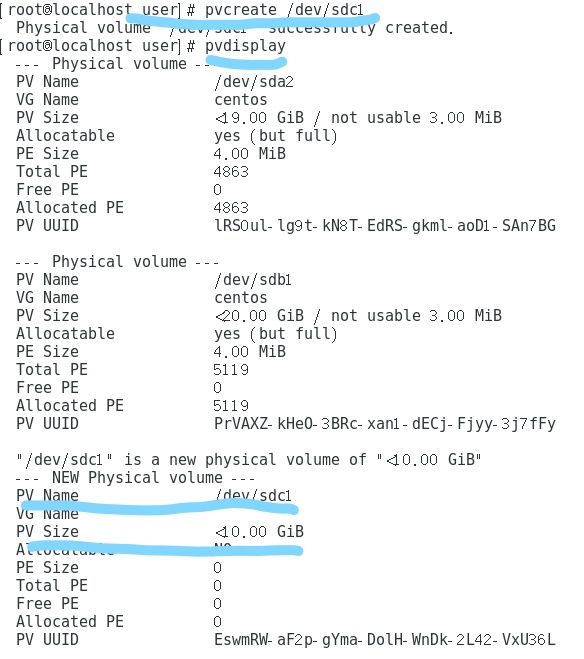 [root@localhost user]# pvcreate /dev/sdc1
Physical volume "/dev/sdc1" successfully created.
[root@localhost user]# pvdisplay
--- Physical volume ---
PV Name /dev/sda2
VG Name centos
PV Size <19.00 GiB / not usable 3.00 MiB
Allocatable yes (but full)
PE Size 4.00 MiB
Total PE 4863
Free PE 0
Allocated PE 4863
PV UUID lRS0ul-lg9t-kN8T-EdRS-gkml-aoD1-SAn7BG
--- Physical volume ---
PV Name /dev/sdb1
VG Name centos
PV Size <20.00 GiB / not usable 3.00 MiB
Allocatable yes (but full)
PE Size 4.00 MiB
Total PE 5119
Free PE 0
Allocated PE 5119
PV UUID PrVAXZ-kHeO-3BRc-xan1-dECj-Fjyy-3j7fFy
"/dev/sdc1" is a new physical volume of "<10.00 GiB"
--- NEW Physical volume ---
PV Name /dev/sdc1
VG Name
PV Size <10.00 GiB
Allocatable NO
PE Size 0
Total PE 0
Free PE 0
Allocated PE 0
PV UUID EswmRW-aF2p-gYma-DolH-WnDk-2L42-VxU36L